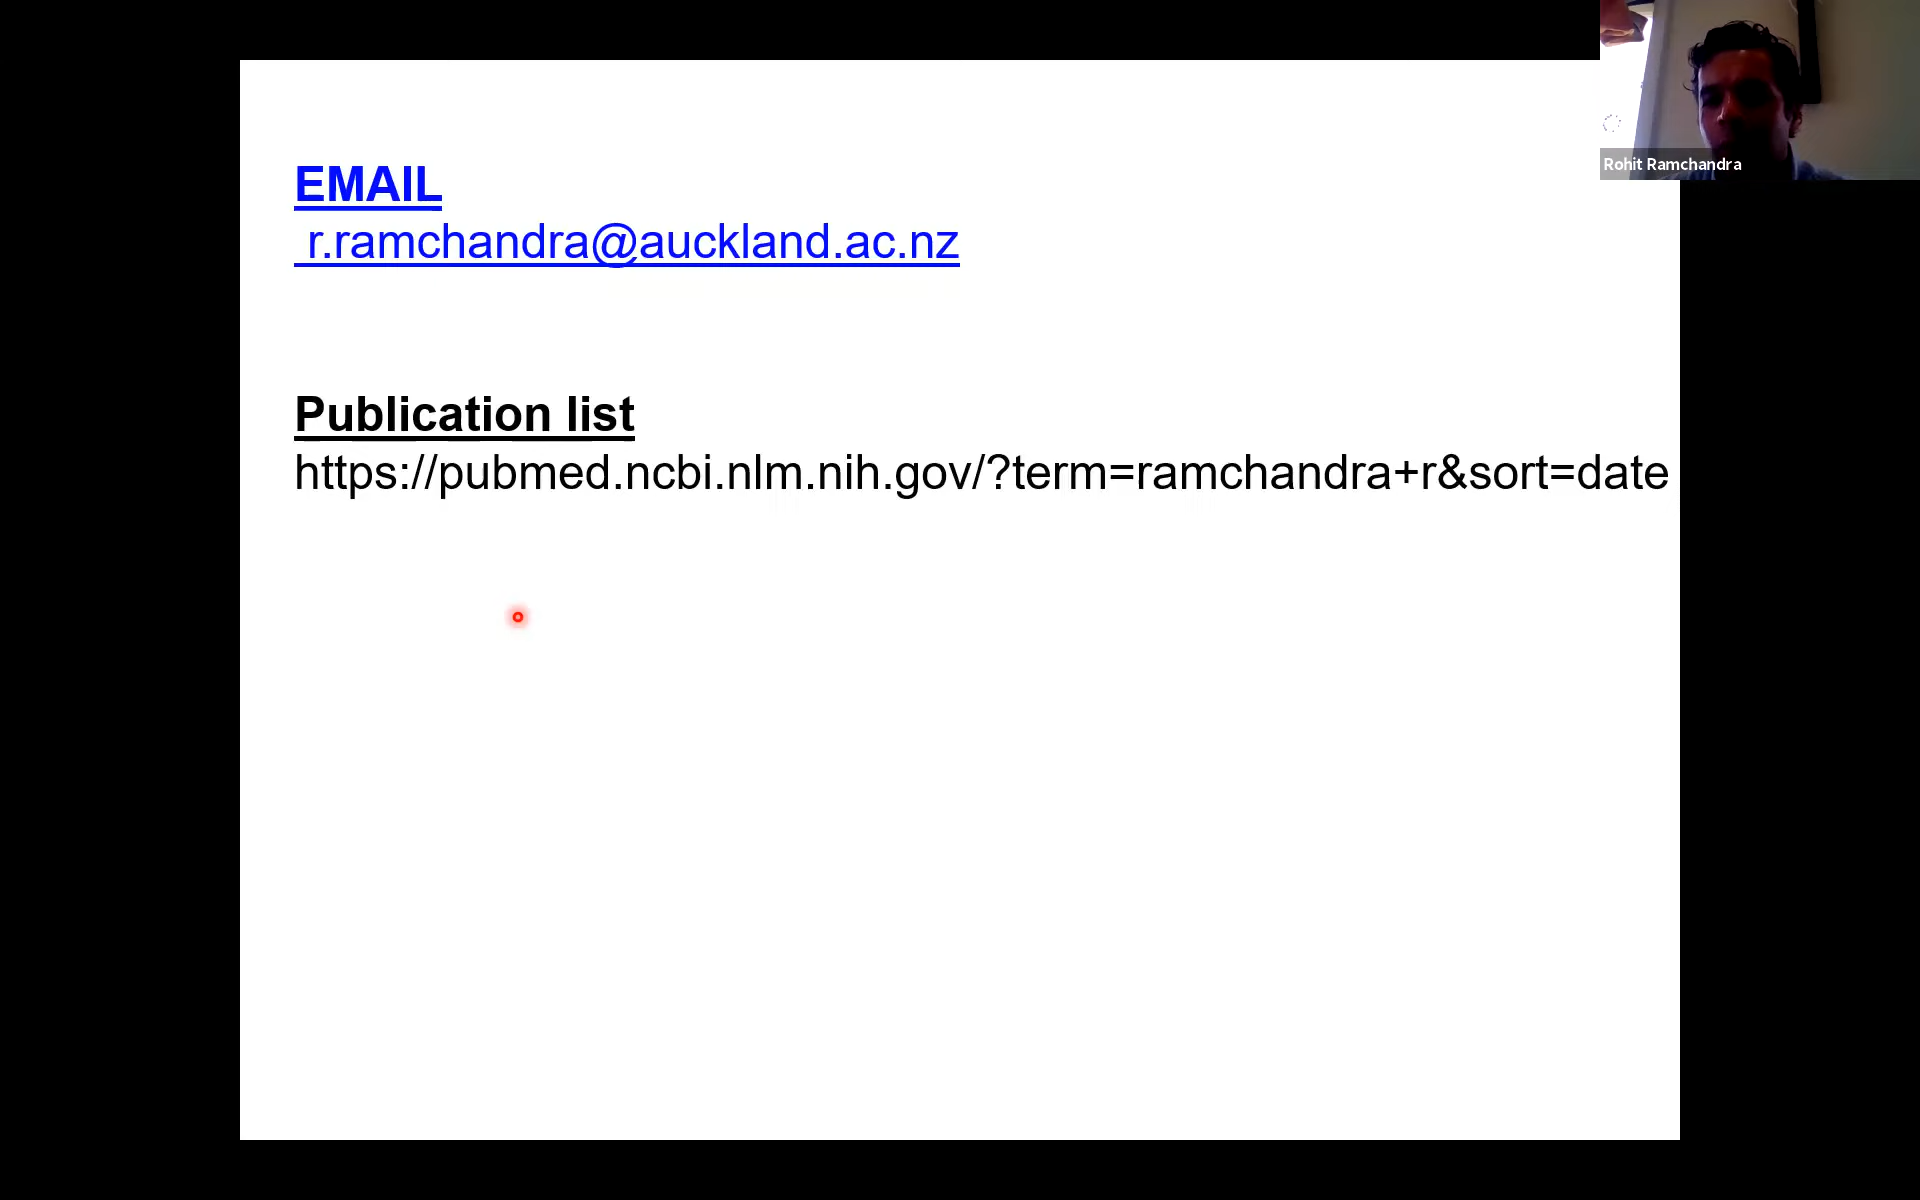 EMAIL
r.ramchandra@auckland.ac.nz
Publication list
https://pubmed.ncbi.nlm.nih.gov/?term=ramchandra+r&sort=date
Rohit Ramchandra